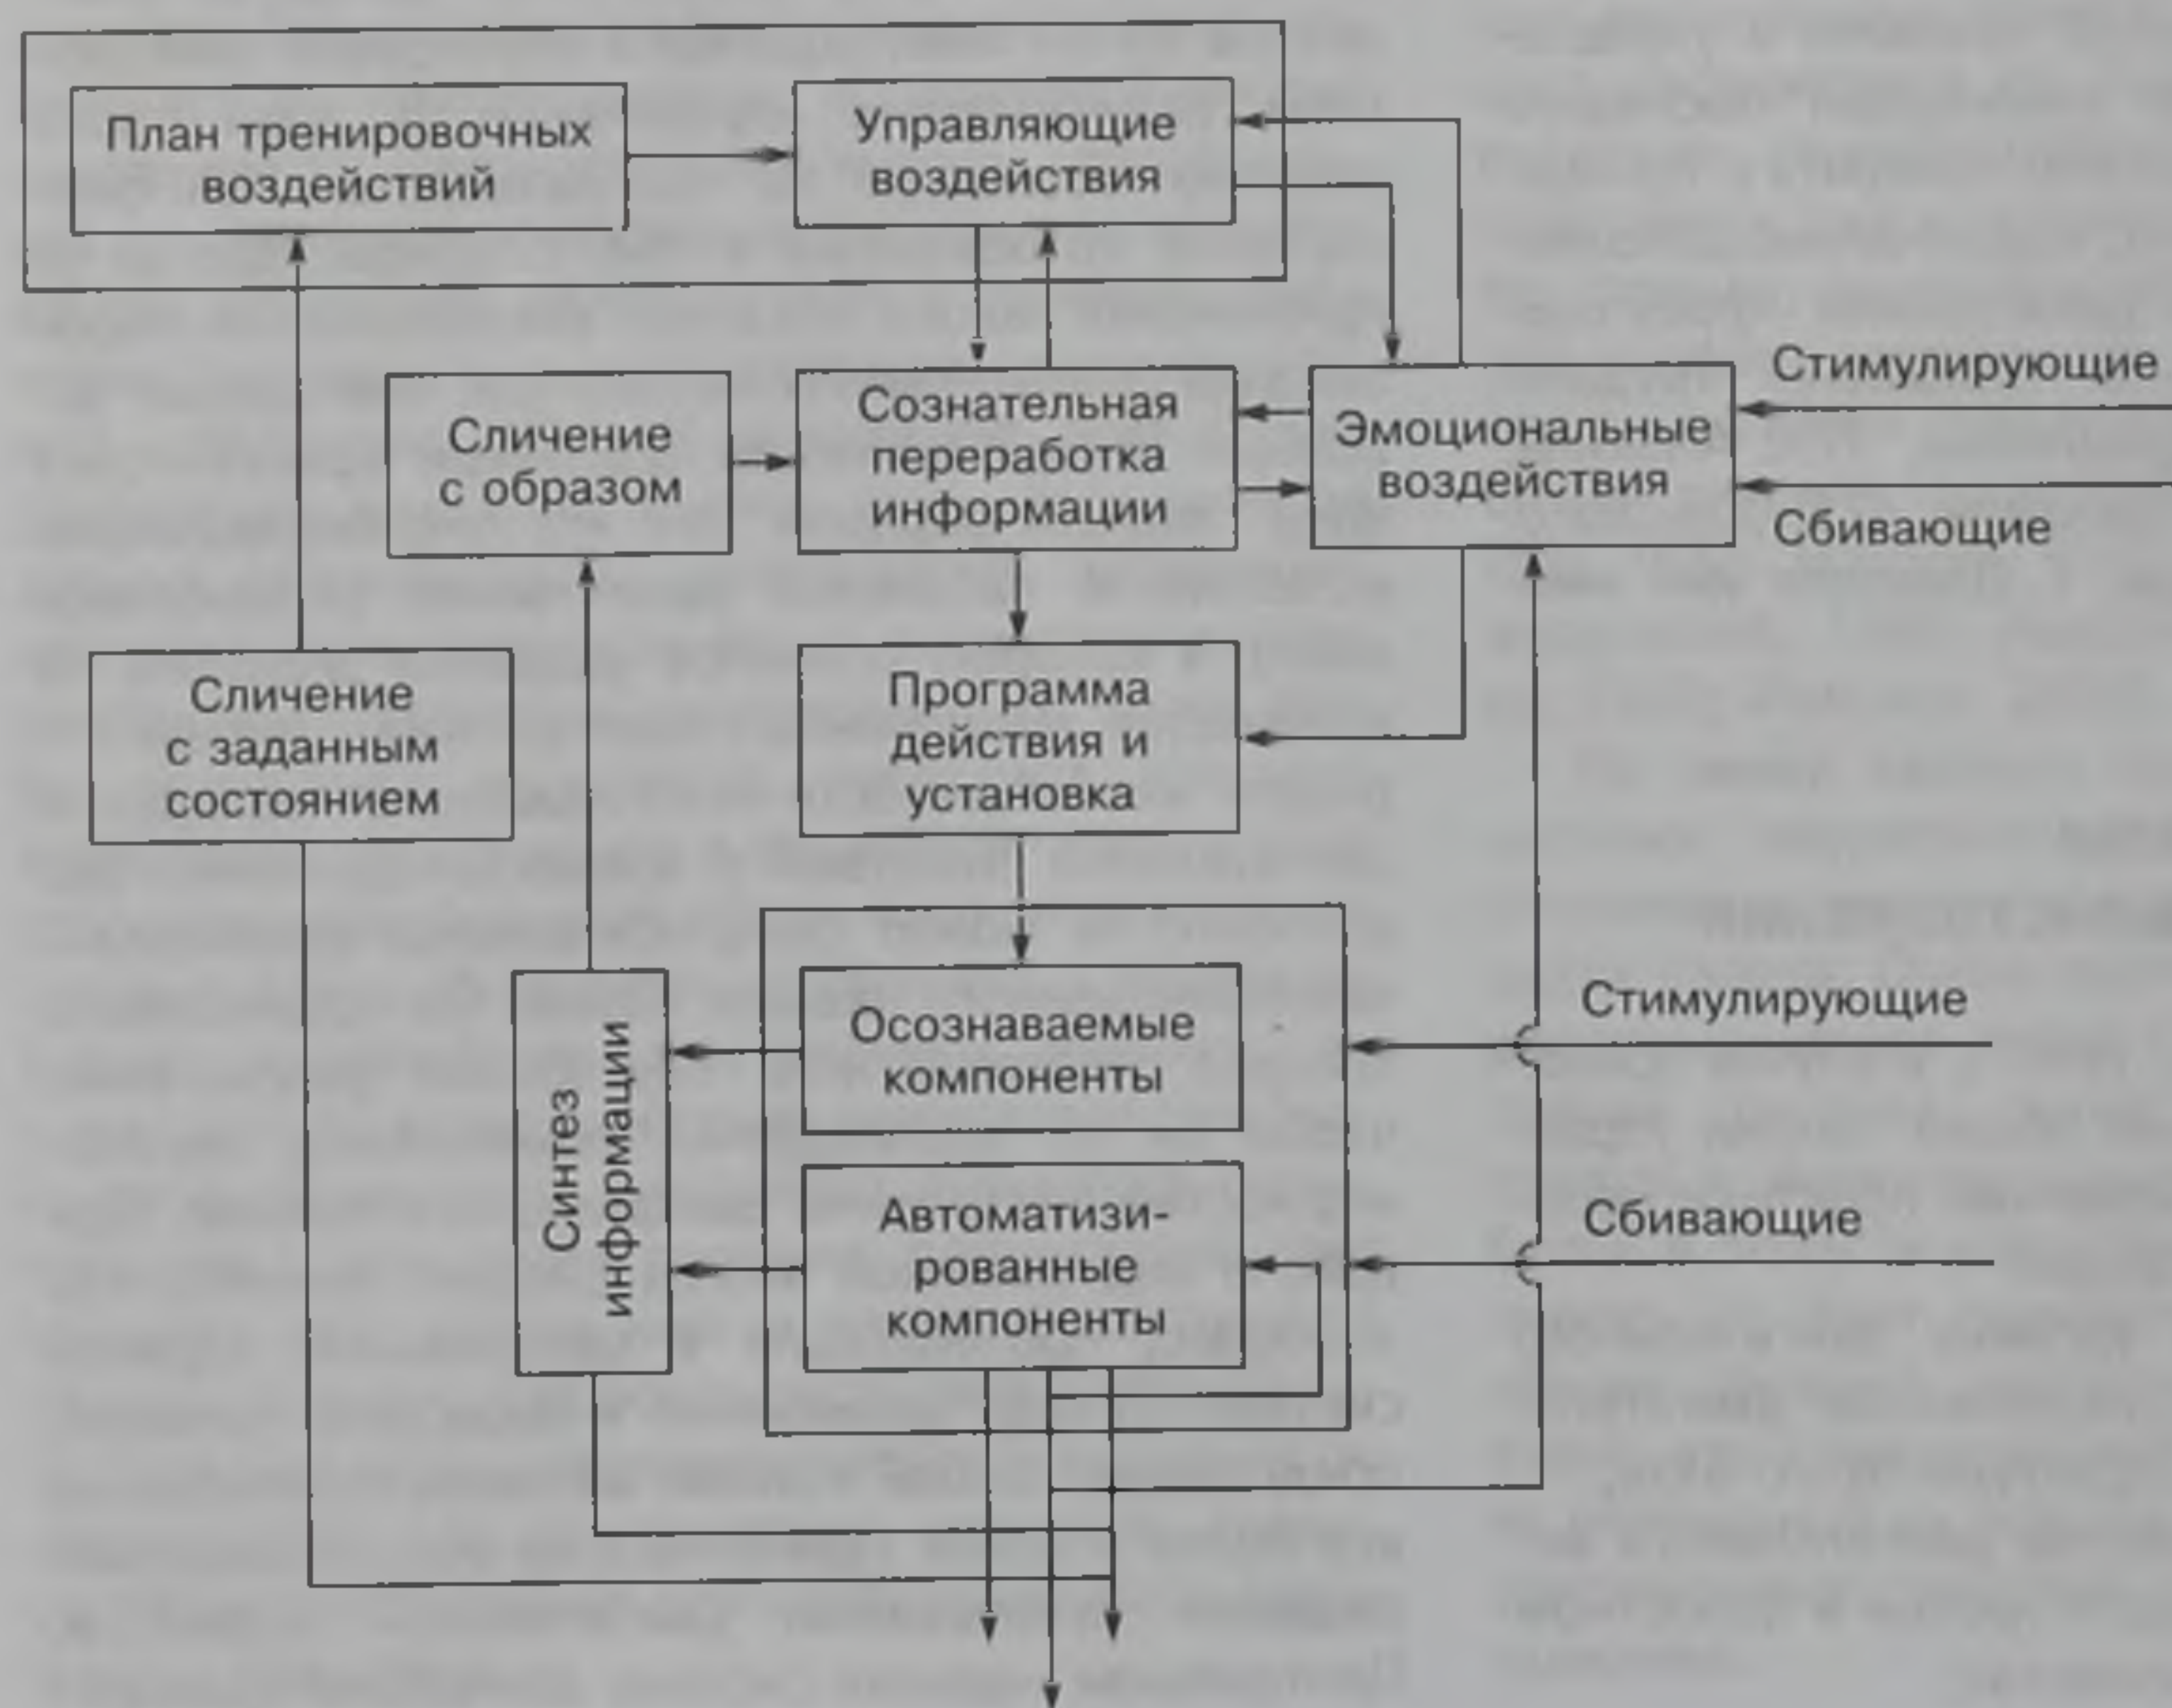 План тренировочных
воздействий
Управляющие
воздействия
Сличение
с образом
Сознательная
переработка
информации
Эмоциональные
воздействия
Стимулирующие
Сбивающие
Сличение
с заданным
состоянием
Программа
действия и
установка
Синтез
информации
Осознаваемые
компоненты
Стимулирующие
Автоматизи-
рованные
компоненты
Сбивающие